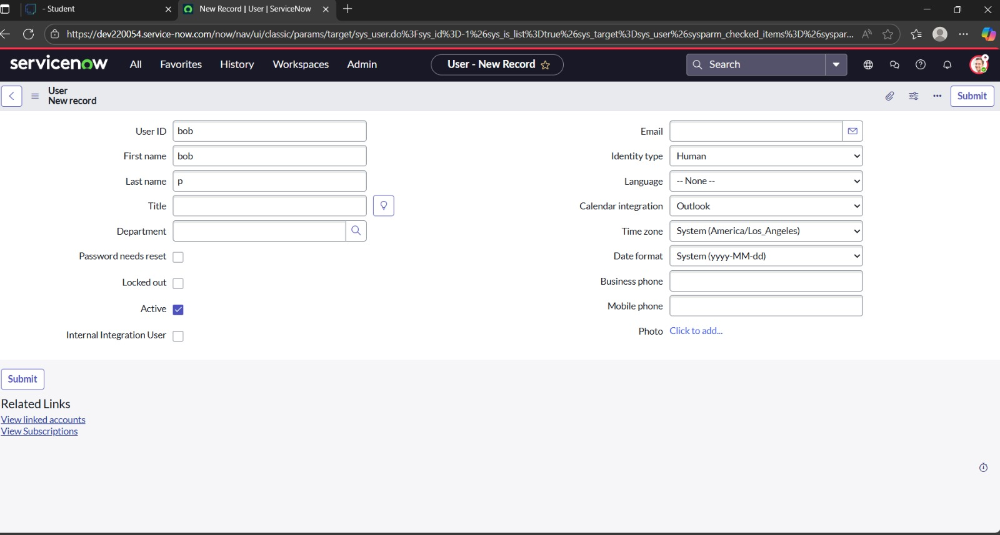 - Student
New Record | User | ServiceNow
https://dev220054.service-now.com/now/nav/ui/classic/params/target/sys_user.do%3Fsys_id%3D-1%26sys_is_list%3Dtrue%26sys_target%3Dsys_user%26sysparm_checked_items%3D%26syspar...
servicenow
All
Favorites
History
Workspaces
Admin
User - New Record
Search
User
New record
Submit
User ID
bob
First name
bob
Last name
p
Title
Department
Password needs reset
Locked out
Active
Internal Integration User
Email
Identity type
Human
Language
-- None --
Calendar integration
Outlook
Time zone
System (America/Los_Angeles)
Date format
System (yyyy-MM-dd)
Business phone
Mobile phone
Photo
Click to add...
Submit
Related Links
View linked accounts
View Subscriptions